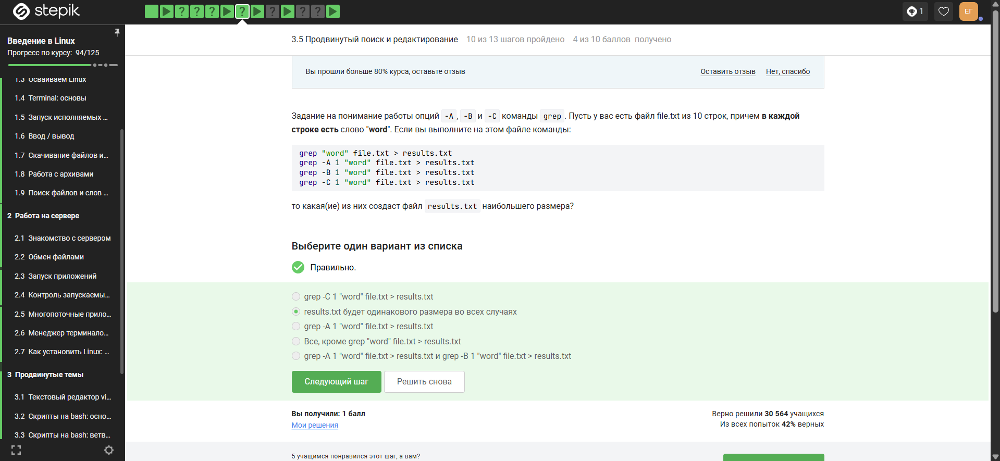 stepik
1
ЕГ
Введение в Linux
Прогресс по курсу: 94/125
1.3 Осваиваем Linux
1.4 Terminal: основы
1.5 Запуск исполняемых ...
1.6 Ввод / вывод
1.7 Скачивание файлов и...
1.8 Работа с архивами
1.9 Поиск файлов и слов ...
2 Работа на сервере
2.1 Знакомство с сервером
2.2 Обмен файлами
2.3 Запуск приложений
2.4 Контроль запускаемы...
2.5 Многопоточные прило...
2.6 Менеджер терминало...
2.7 Как установить Linux: ...
3 Продвинутые темы
3.1 Текстовый редактор vi...
3.2 Скрипты на bash: осно...
3.3 Скрипты на bash: ветв...
3.5 Продвинутый поиск и редактирование 10 из 13 шагов пройдено 4 из 10 баллов получено
Вы прошли больше 80% курса, оставьте отзыв Оставить отзыв Нет, спасибо
Задание на понимание работы опций -A, -B и -C команды grep. Пусть у вас есть файл file.txt из 10 строк, причем в каждой
строке есть слово "word". Если вы выполните на этом файле команды:
grep "word" file.txt > results.txt
grep -A 1 "word" file.txt > results.txt
grep -B 1 "word" file.txt > results.txt
grep -C 1 "word" file.txt > results.txt
то какая(ие) из них создаст файл results.txt наибольшего размера?
Выберите один вариант из списка
Правильно.
grep -C 1 "word" file.txt > results.txt
results.txt будет одинакового размера во всех случаях
grep -A 1 "word" file.txt > results.txt
Все, кроме grep "word" file.txt > results.txt
grep -A 1 "word" file.txt > results.txt и grep -B 1 "word" file.txt > results.txt
Следующий шаг Решить снова
Вы получили: 1 балл
Мои решения
Верно решили 30 564 учащихся
Из всех попыток 42% верных
5 учащимся понравился этот шаг, а вам?